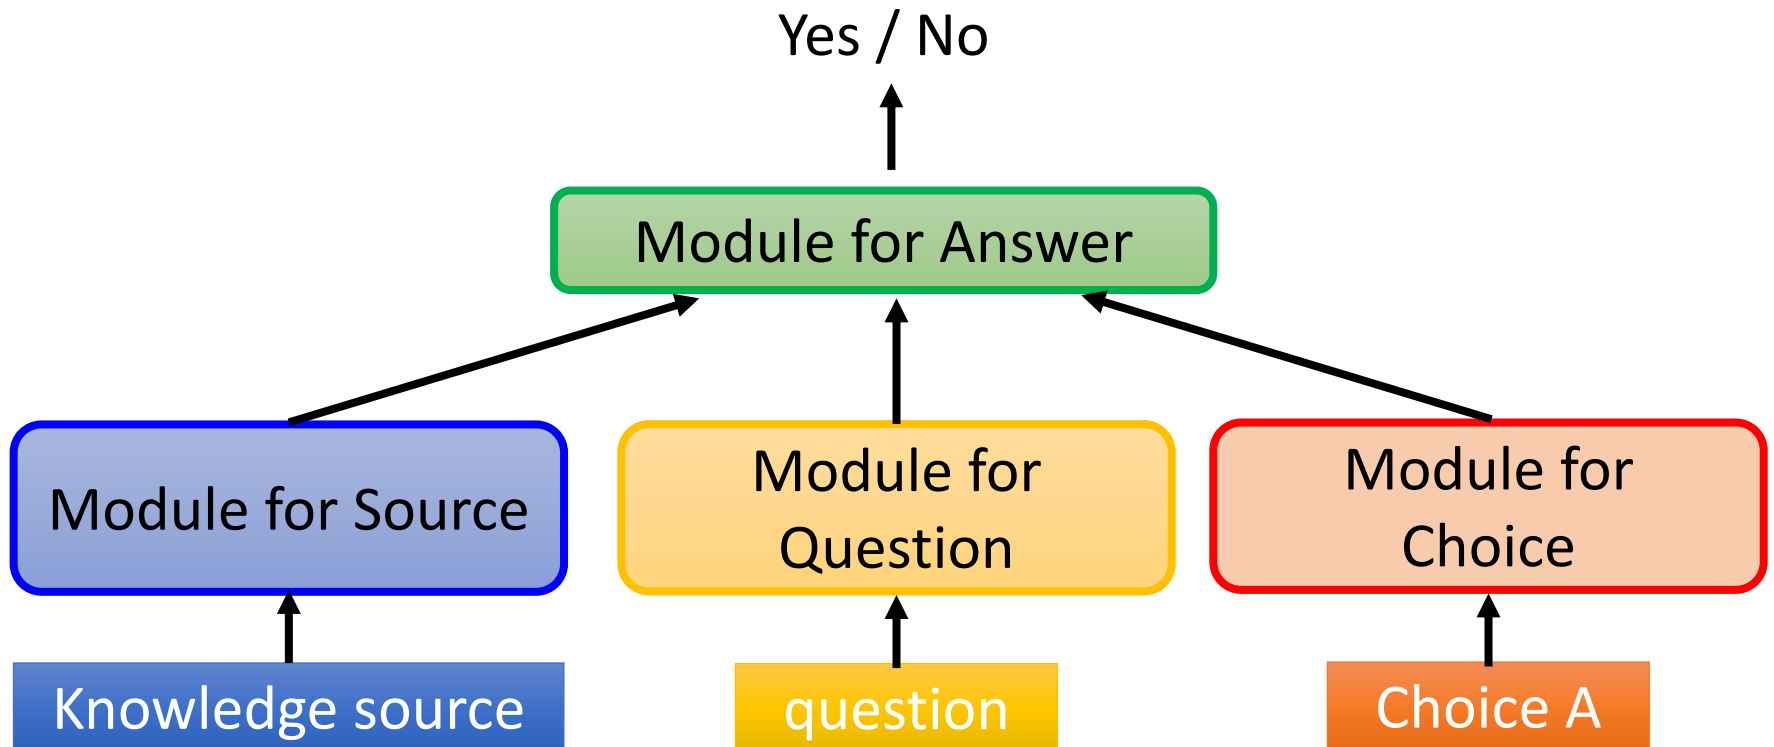 Yes / No
Module for Answer
Module for Source
Module for
Question
Module for
Choice
Knowledge source
question
Choice A